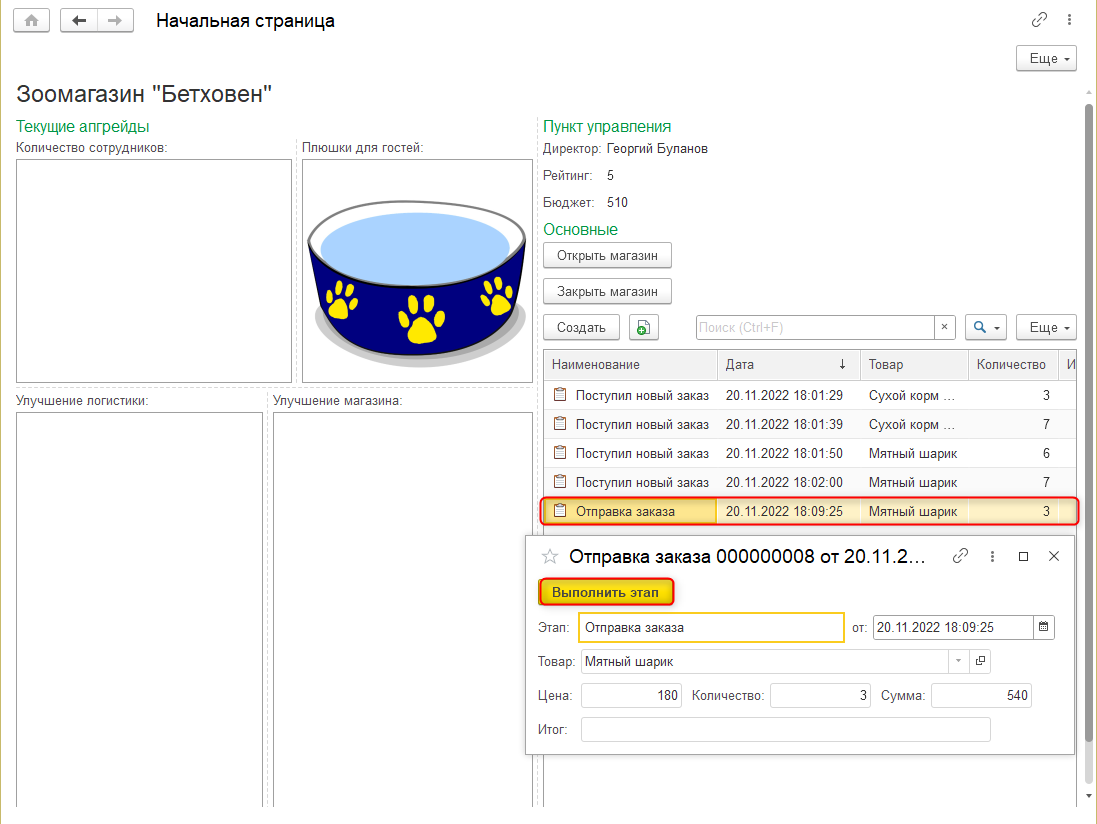 Начальная страница
Еще
Зоомагазин "Бетховен"
Текущие апгрейды
Количество сотрудников:
Плюшки для гостей:
Улучшение логистики:
Улучшение магазина:
Пункт управления
Директор: Георгий Буланов
Рейтинг: 5
Бюджет: 510
Основные
Открыть магазин
Закрыть магазин
Создать Поиск (Ctrl+F) × Еще
Наименование Дата ↓ Товар Количество И
Поступил новый заказ 20.11.2022 18:01:29 Сухой корм ... 3
Поступил новый заказ 20.11.2022 18:01:39 Сухой корм ... 7
Поступил новый заказ 20.11.2022 18:01:50 Мятный шарик 6
Поступил новый заказ 20.11.2022 18:02:00 Мятный шарик 7
Отправка заказа 20.11.2022 18:09:25 Мятный шарик 3
Отправка заказа 000000008 от 20.11.2...
Выполнить этап
Этап: Отправка заказа от: 20.11.2022 18:09:25
Товар: Мятный шарик
Цена: 180 Количество: 3 Сумма: 540
Итог: